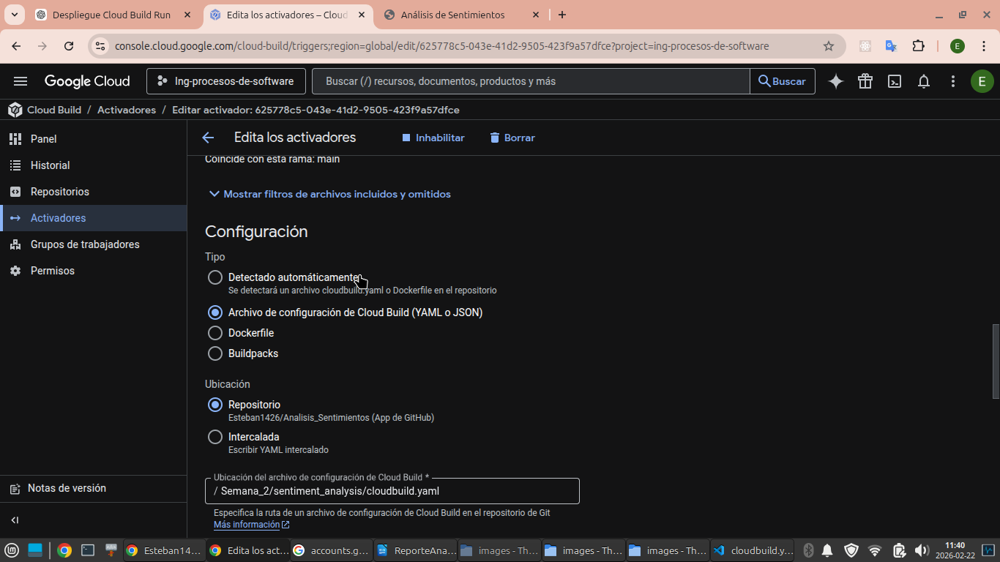 Despliegue Cloud Build Run
Edita los activadores – Cloud
Análisis de Sentimientos
console.cloud.google.com/cloud-build/triggers;region=global/edit/625778c5-043e-41d2-9505-423f9a57dfce?project=ing-procesos-de-software
E
Google Cloud
Ing-procesos-de-software
Buscar (/) recursos, documentos, productos y más
Buscar
E
Cloud Build / Activadores / Editar activador: 625778c5-043e-41d2-9505-423f9a57dfce
Panel
Historial
Repositorios
Activadores
Grupos de trabajadores
Permisos
Notas de versión
Edita los activadores
Inhabilitar
Borrar
Coincide con esta rama: main
Mostrar filtros de archivos incluidos y omitidos
Configuración
Tipo
Detectado automáticamente
Se detectará un archivo cloudbuild.yaml o Dockerfile en el repositorio
Archivo de configuración de Cloud Build (YAML o JSON)
Dockerfile
Buildpacks
Ubicación
Repositorio
Esteban1426/Analisis_Sentimientos (App de GitHub)
Intercalada
Escribir YAML intercalado
Ubicación del archivo de configuración de Cloud Build *
/ Semana_2/sentiment_analysis/cloudbuild.yaml
Especifica la ruta de un archivo de configuración de Cloud Build en el repositorio de Git
Más información
Esteban14...
Edita los act...
accounts.g...
ReporteAna...
images - Th...
images - Th...
images - Th...
cloudbuild.y...
11:40
2026-02-22